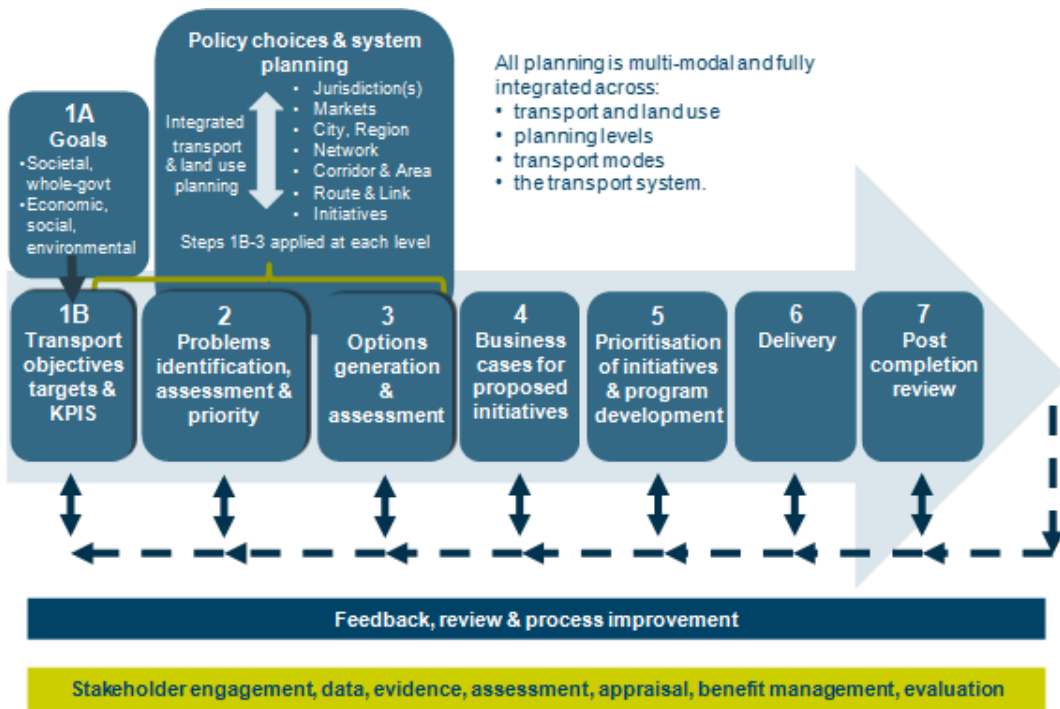 Policy choices & system
planning
Integrated
transport
& land use
planning
• Jurisdiction(s)
• Markets
• City, Region
• Network
• Corridor & Area
• Route & Link
• Initiatives
Steps 1B-3 applied at each level
All planning is multi-modal and fully
integrated across:
• transport and land use
• planning levels
• transport modes
• the transport system.
1A
Goals
•Societal,
whole-govt
•Economic,
social,
environmental
1B
Transport
objectives
targets &
KPIS
2
Problems
identification,
assessment &
priority
3
Options
generation
&
assessment
4
Business
cases for
proposed
initiatives
5
Prioritisation
of initiatives
& program
development
6
Delivery
7
Post
completion
review
Feedback, review & process improvement
Stakeholder engagement, data, evidence, assessment, appraisal, benefit management, evaluation